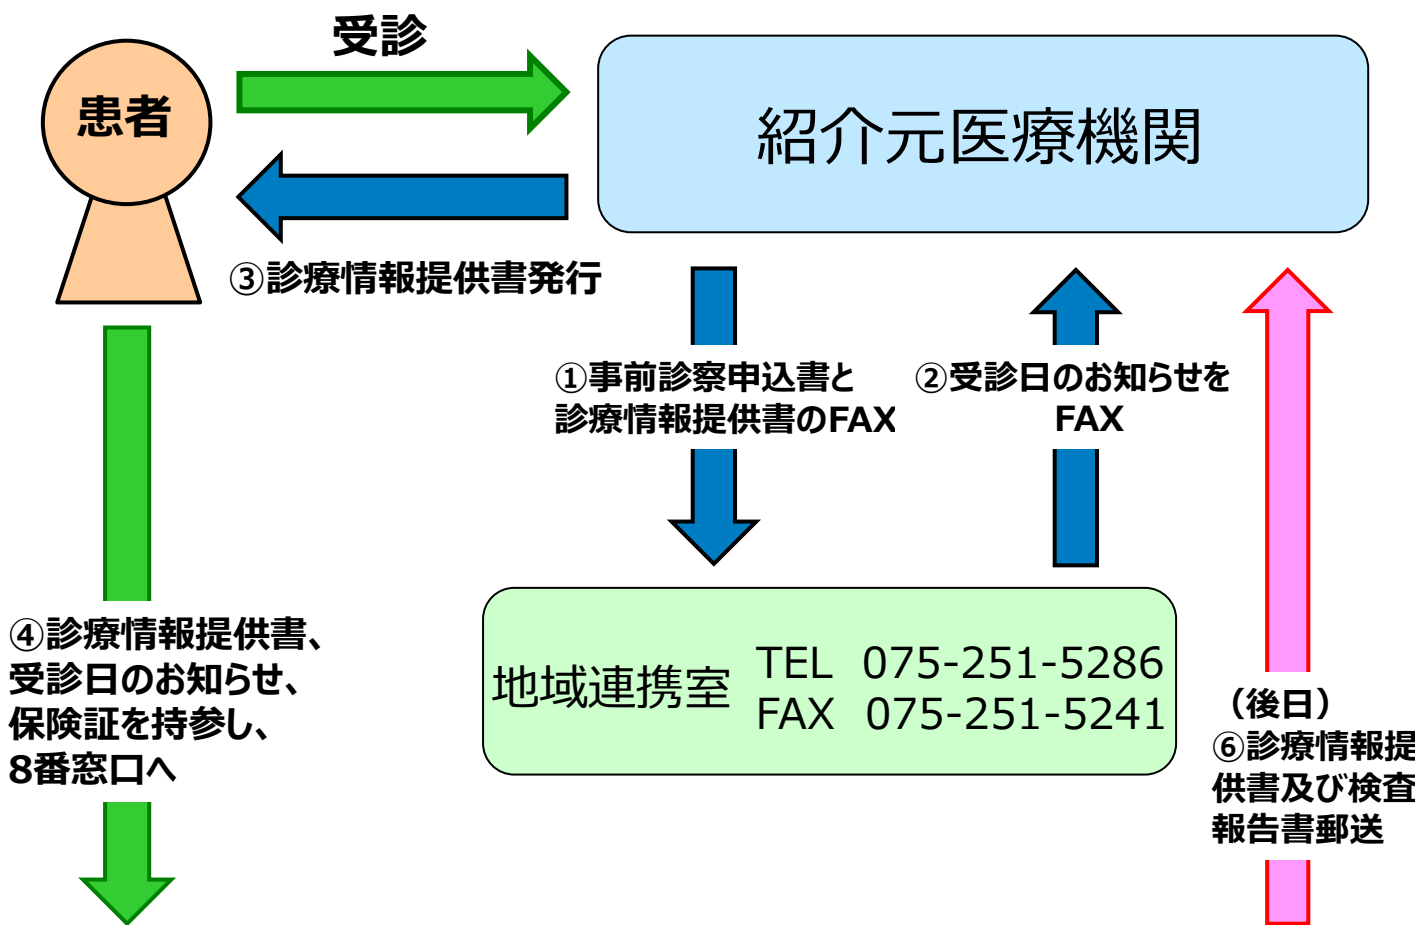 受診
患者
紹介元医療機関
③診療情報提供書発行
①事前診察申込書と
診療情報提供書のFAX
②受診日のお知らせを
FAX
④診療情報提供書、
受診日のお知らせ、
保険証を持参し、
8番窓口へ
地域連携室
TEL 075-251-5286
FAX 075-251-5241
（後日）
⑥診療情報提
供書及び検査
報告書郵送